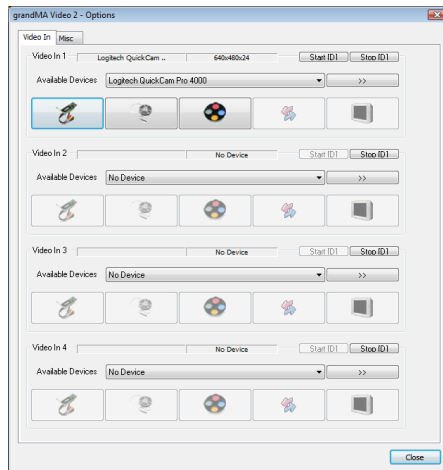 grandMA Video 2 - Options
Video In Misc
Video In 1 Logitech QuickCam .. 640x480x24 Start ID1 Stop ID1
Available Devices Logitech QuickCam Pro 4000 >>
Video In 2 No Device Start ID1 Stop ID1
Available Devices No Device >>
Video In 3 No Device Start ID1 Stop ID1
Available Devices No Device >>
Video In 4 No Device Start ID1 Stop ID1
Available Devices No Device >>
Close